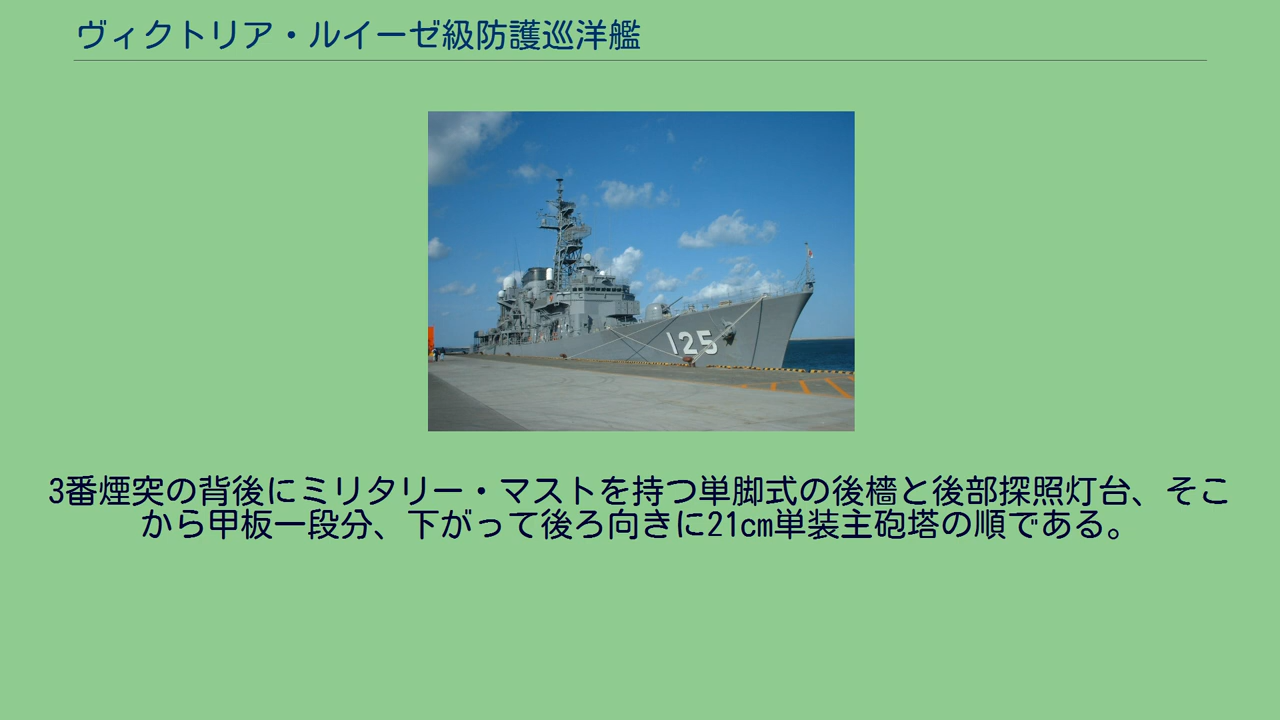 ヴィクトリア・ルイーゼ級防護巡洋艦
125
3番煙突の背後にミリタリー・マストを持つ単脚式の後檣と後部探照灯台、そこ
から甲板一段分、下がって後ろ向きに21cm単装主砲塔の順である。